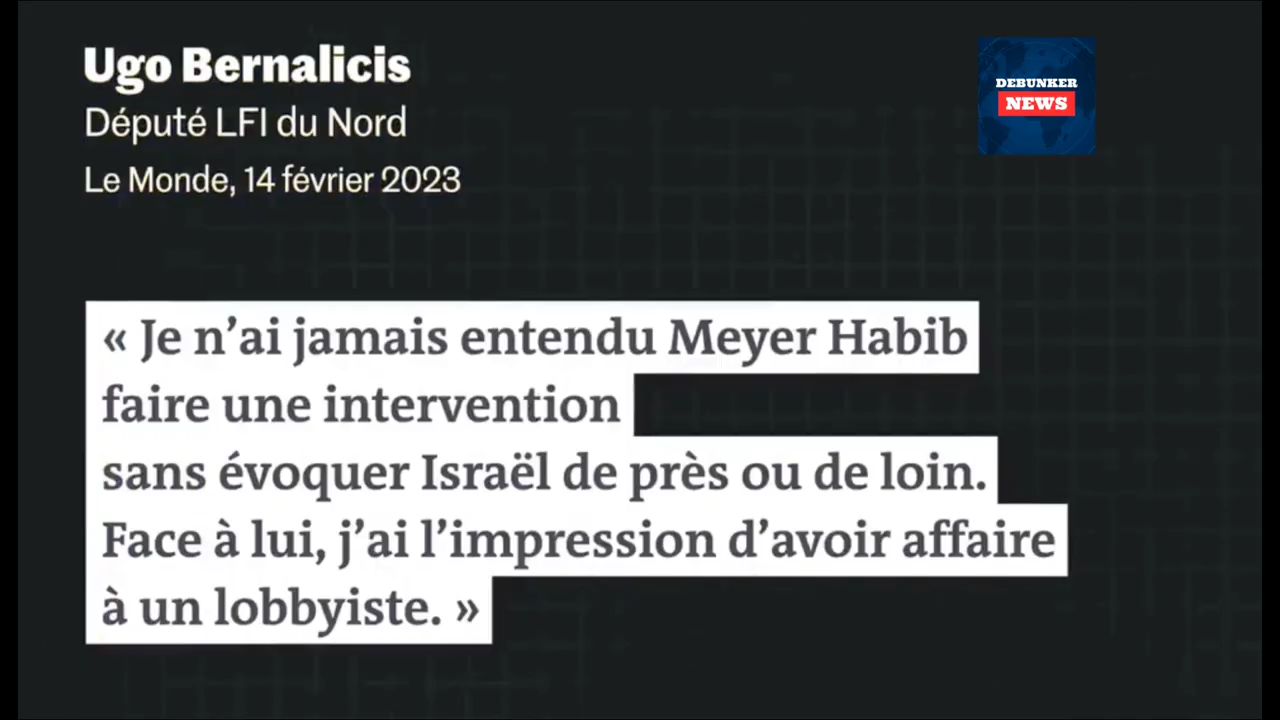 Ugo Bernalicis
Député LFI du Nord
Le Monde, 14 février 2023
DEBUNKER
NEWS
« Je n’ai jamais entendu Meyer Habib
faire une intervention
sans évoquer Israël de près ou de loin.
Face à lui, j’ai l’impression d’avoir affaire
à un lobbyiste. »